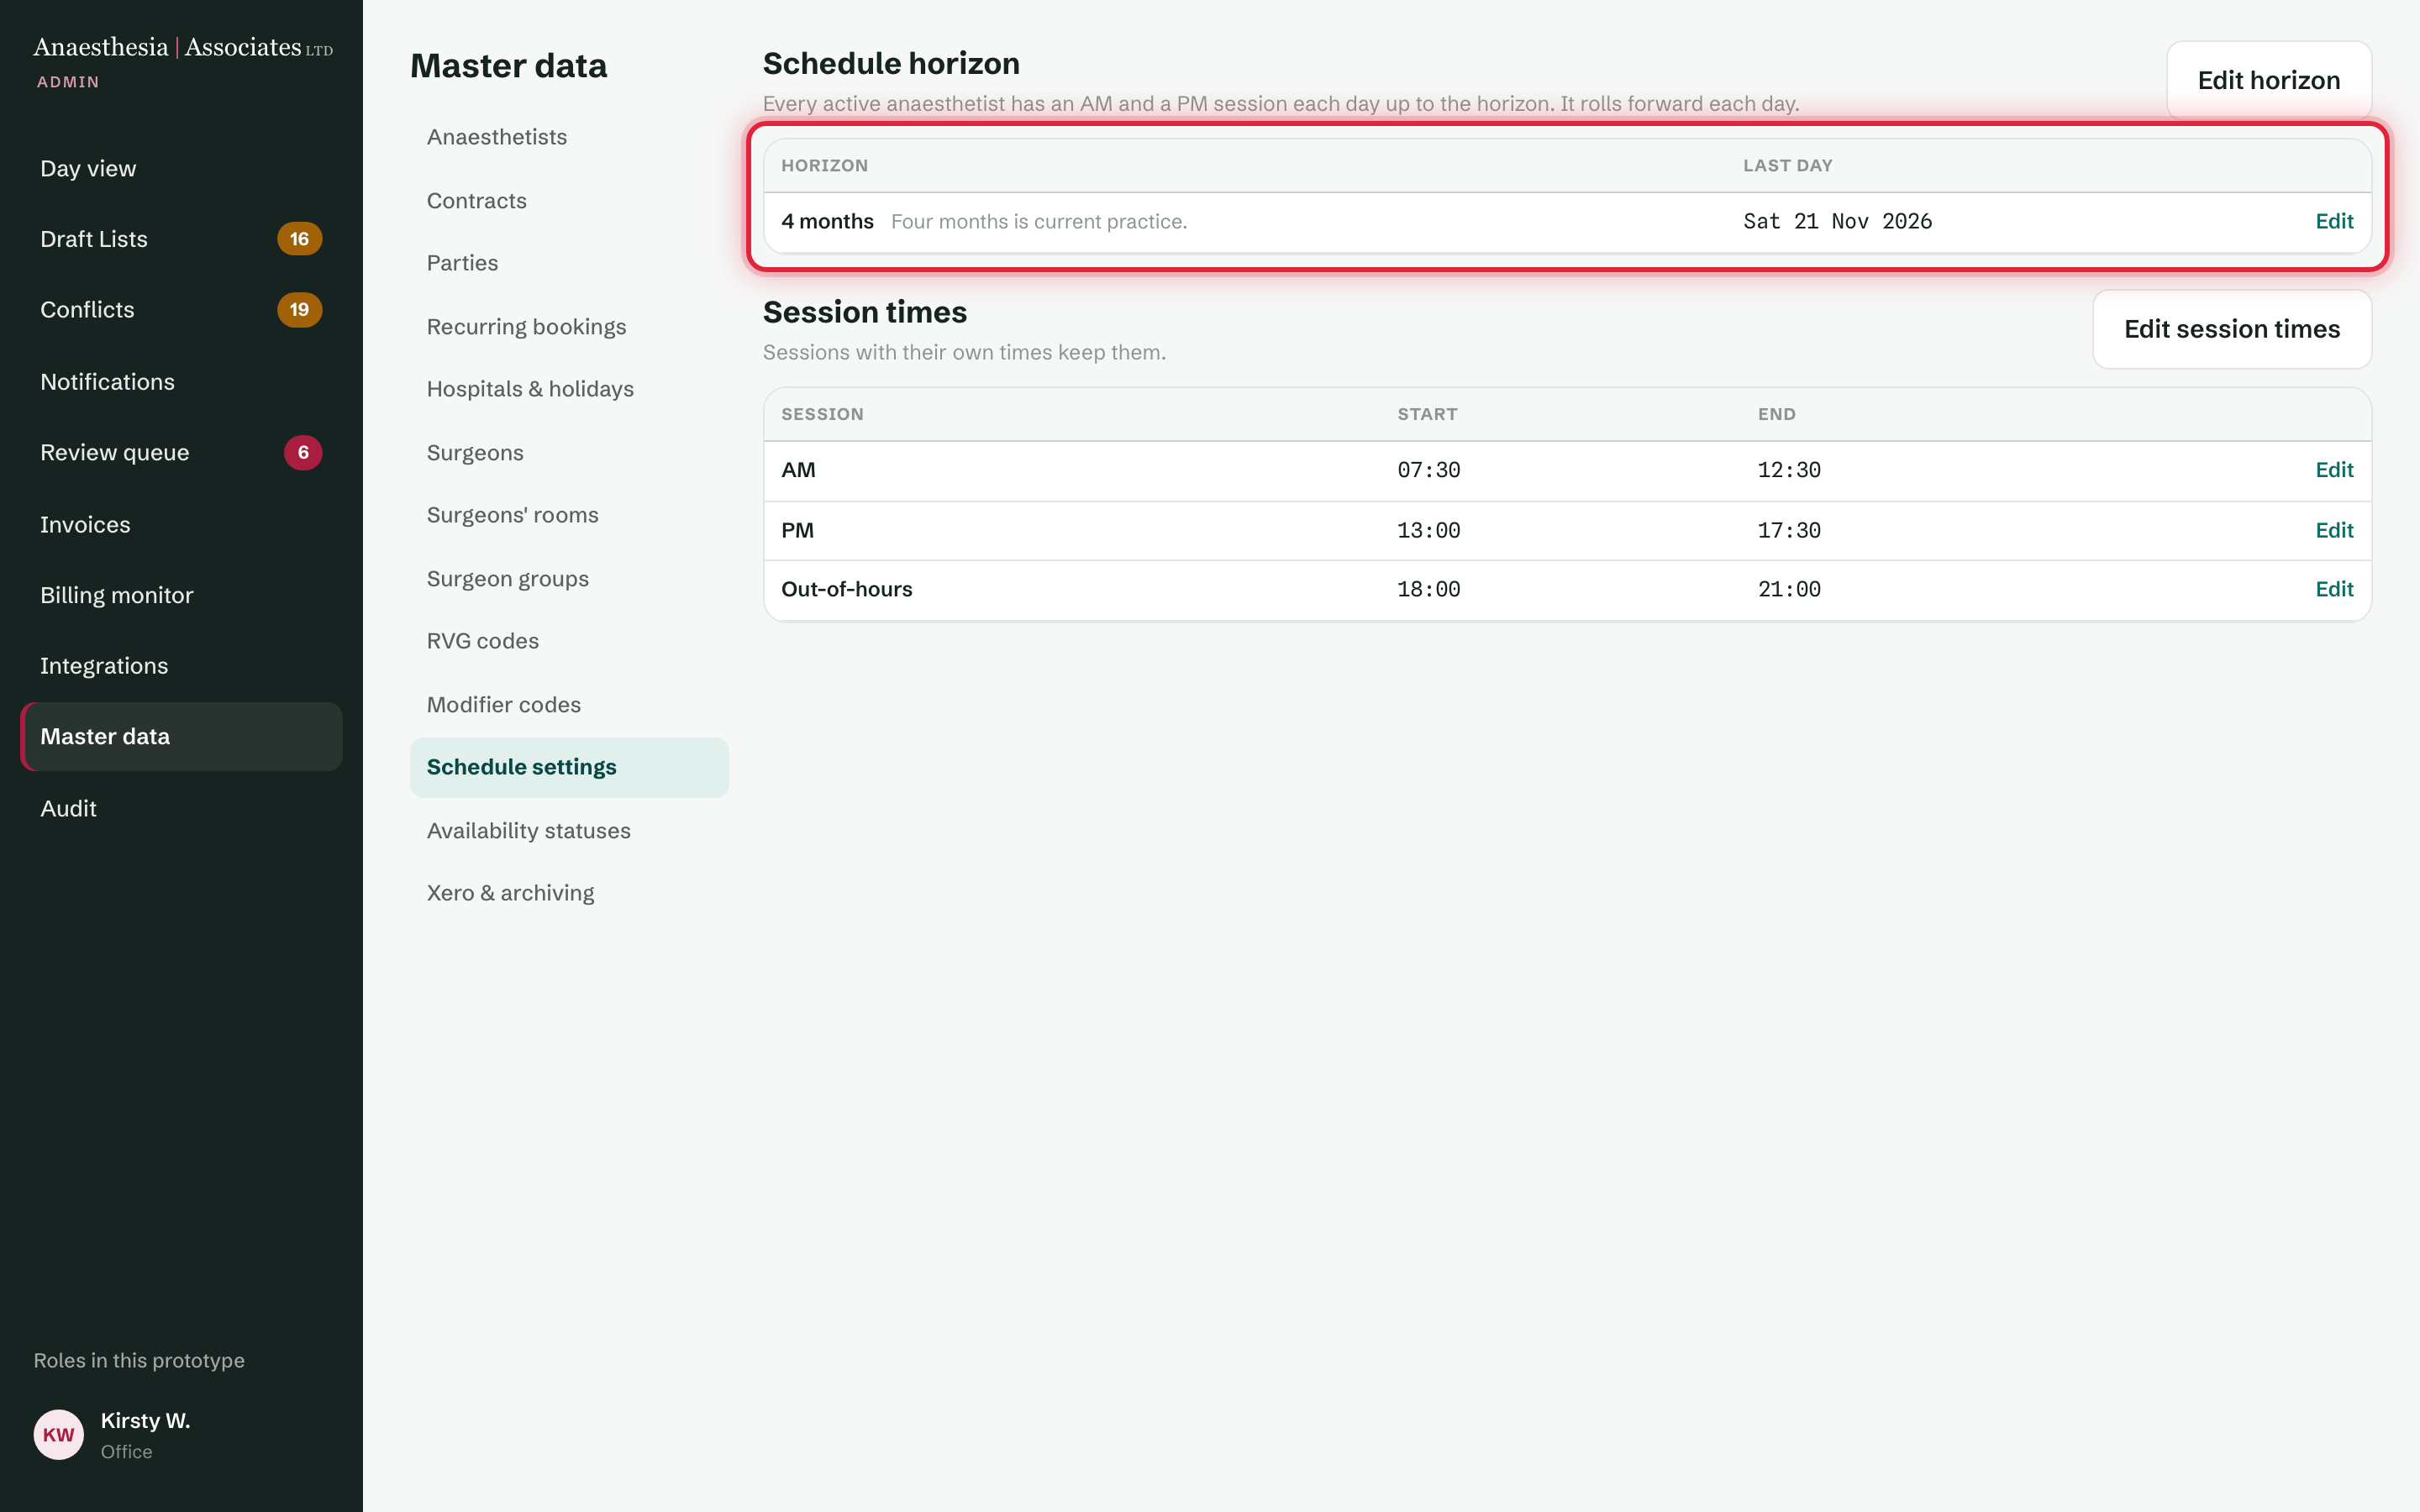 Anaesthesia | Associates LTD
ADMIN
Day view
Draft Lists 16
Conflicts 19
Notifications
Review queue 6
Invoices
Billing monitor
Integrations
Master data
Audit
Roles in this prototype
KW
Kirsty W.
Office
Master data
Anaesthetists
Contracts
Parties
Recurring bookings
Hospitals & holidays
Surgeons
Surgeons' rooms
Surgeon groups
RVG codes
Modifier codes
Schedule settings
Availability statuses
Xero & archiving
Schedule horizon
Every active anaesthetist has an AM and a PM session each day up to the horizon. It rolls forward each day.
Edit horizon
HORIZON LAST DAY
4 months Four months is current practice. Sat 21 Nov 2026 Edit
Session times
Sessions with their own times keep them.
Edit session times
SESSION START END
AM 07:30 12:30 Edit
PM 13:00 17:30 Edit
Out-of-hours 18:00 21:00 Edit